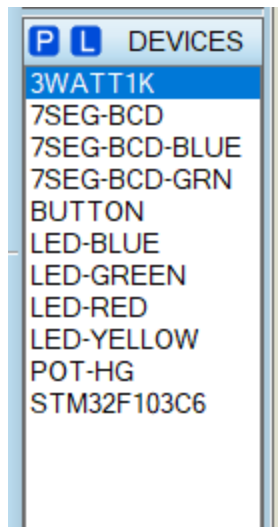 P L DEVICES
3WATT1K
7SEG-BCD
7SEG-BCD-BLUE
7SEG-BCD-GRN
BUTTON
LED-BLUE
LED-GREEN
LED-RED
LED-YELLOW
POT-HG
STM32F103C6